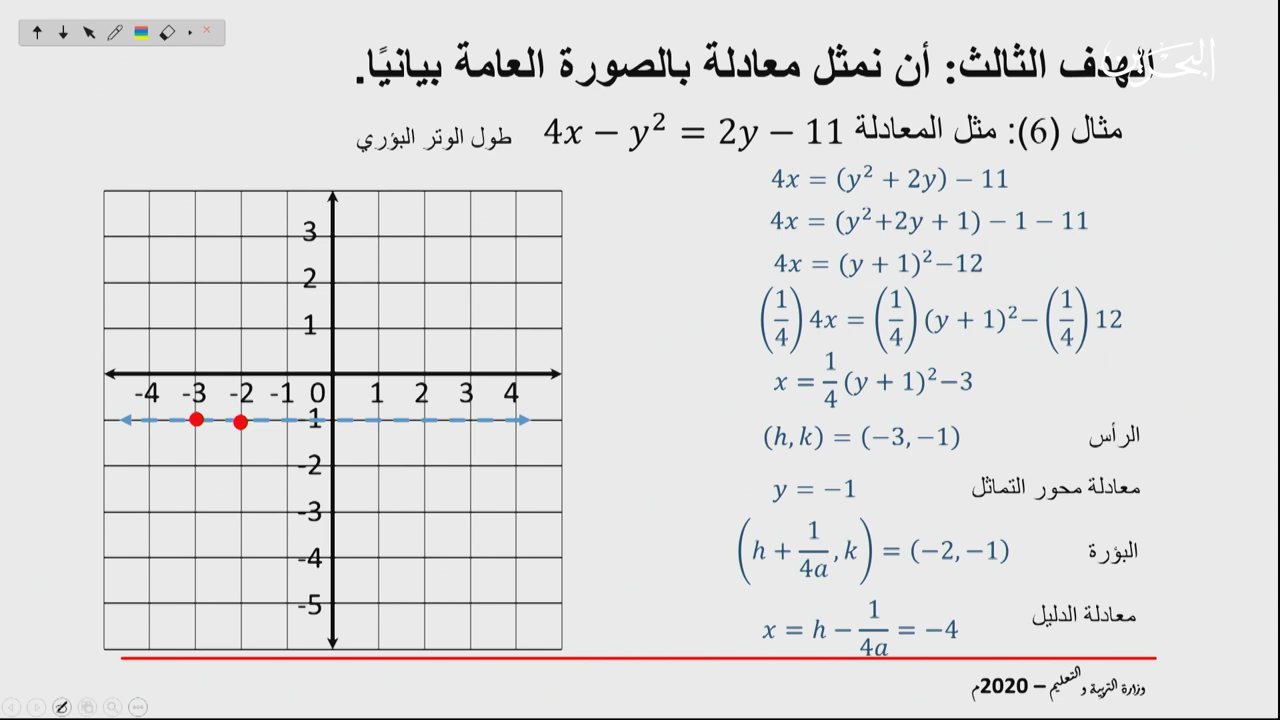 الهدف الثالث: أن نمثل معادلة بالصورة العامة بيانيًا.
البحرين
مثال (6): مثل المعادلة 4x − y² = 2y − 11 طول الوتر البؤري
4x = (y² + 2y) − 11
4x = (y²+2y + 1) − 1 − 11
4x = (y + 1)²−12
(1/4) 4x = (1/4) (y + 1)²− (1/4) 12
x = 1/4 (y + 1)²−3
الرأس (h, k) = (−3, −1)
معادلة محور التماثل y = −1
البؤرة (h + 1/4a , k) = (−2, −1)
معادلة الدليل x = h − 1/4a = −4
3
2
1
-4 -3 -2 -1 0 1 2 3 4
-1
-2
-3
-4
-5
وزارة التربية و التعليم – 2020م